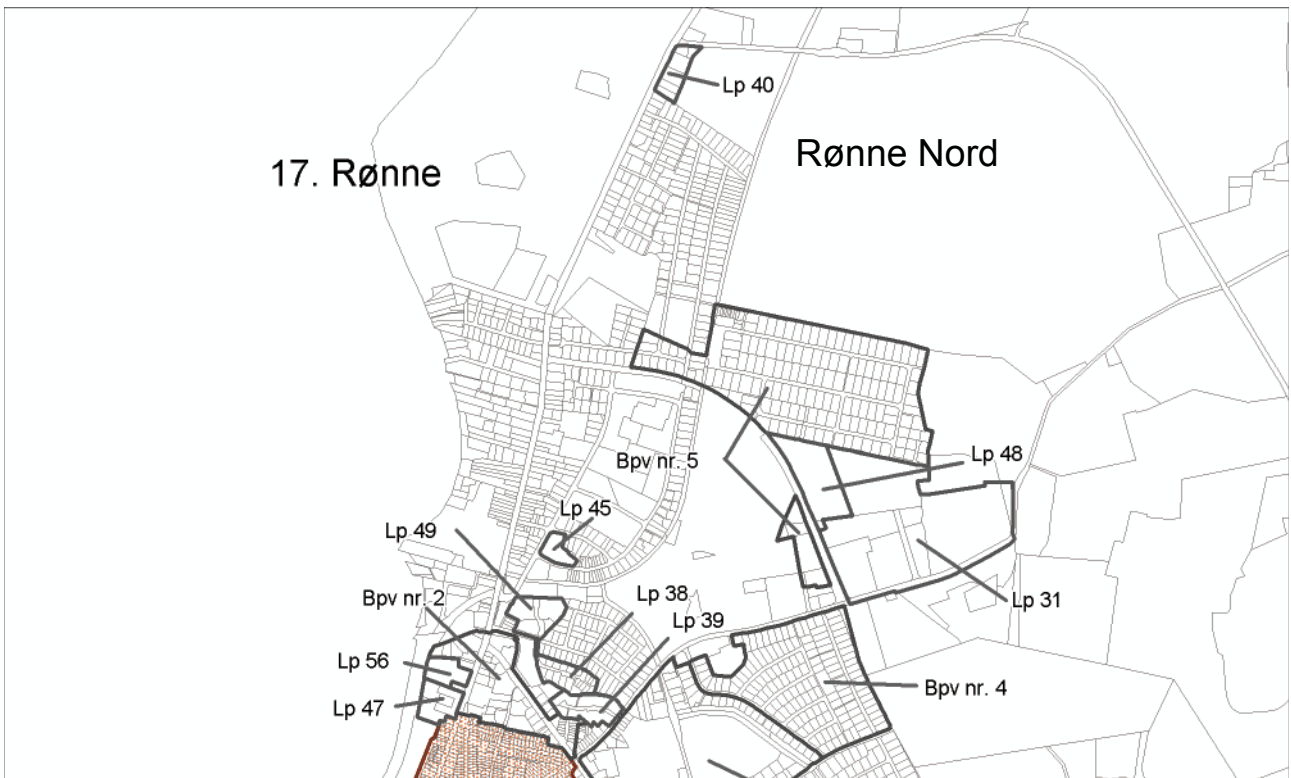 Lp 40
Rønne Nord
17. Rønne
Lp 48
Bpv nr. 5
Lp 45
Lp 49
Lp 38
Bpv nr. 2
Lp 31
Lp 39
Lp 56
Bpv nr. 4
Lp 47